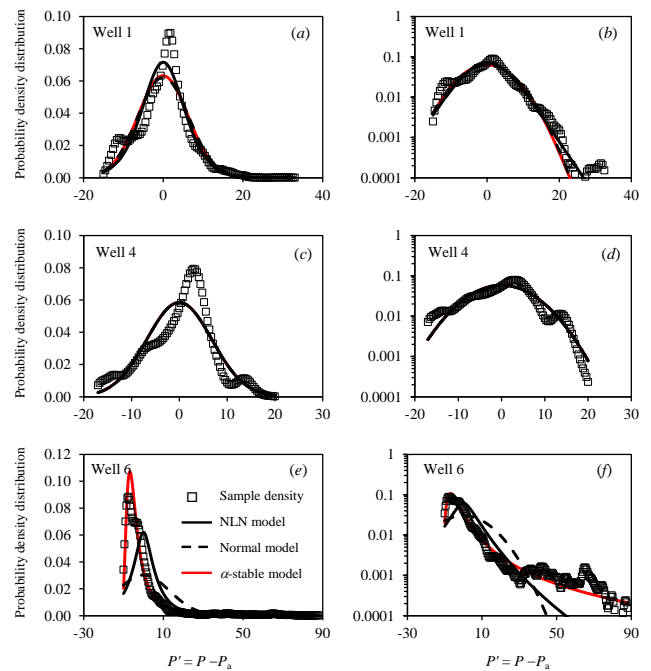 0.10
0.08
0.06
0.04
0.02
0.00
-20 0 20 40
Probability density distribution
Well 1
(a)
1
0.1
0.01
0.001
0.0001
-20 0 20 40
Well 1
(b)
0.10
0.08
0.06
0.04
0.02
0.00
-20 -10 0 10 20 30
Probability density distribution
Well 4
(c)
1
0.1
0.01
0.001
0.0001
-20 -10 0 10 20 30
Well 4
(d)
0.12
0.10
0.08
0.06
0.04
0.02
0.00
-30 10 50 90
Probability density distribution
Well 6
(e)
Sample density
NLN model
Normal model
α-stable model
P' = P −Pa
1
0.1
0.01
0.001
0.0001
-30 10 50 90
Well 6
(f)
P' = P −Pa